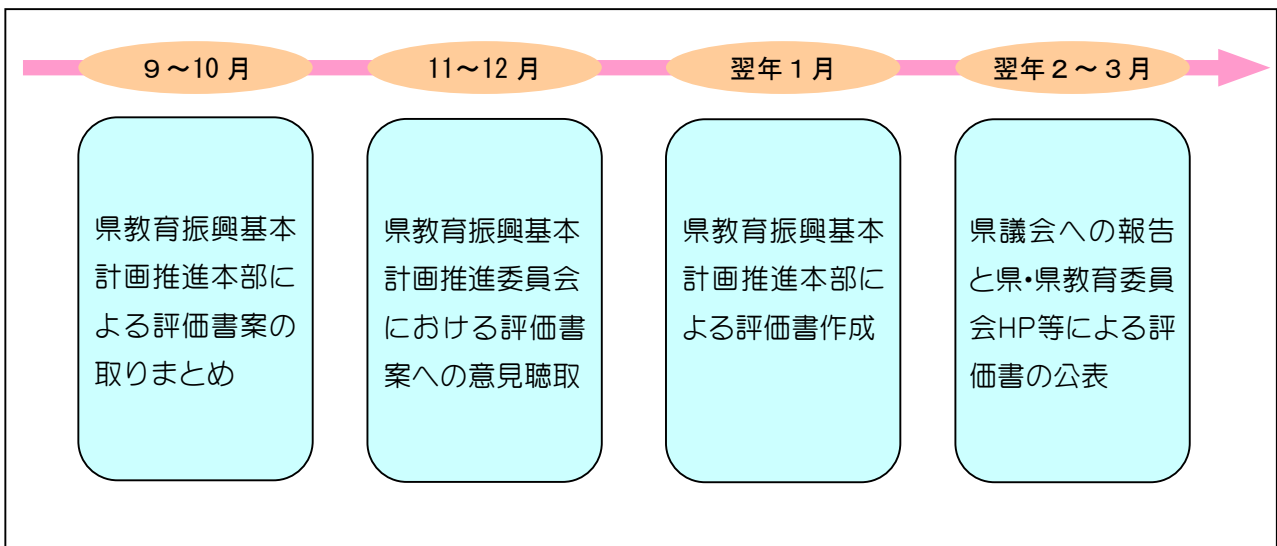 ９～10 月
11～12 月
翌年１月
翌年２～３月
県教育振興基本
計画推進本部に
よる評価書案の
取りまとめ
県教育振興基本
計画推進委員会
における評価書
案への意見聴取
県教育振興基本
計画推進本部に
よる評価書作成
県議会への報告
と県・県教育委員
会HP等による評
価書の公表